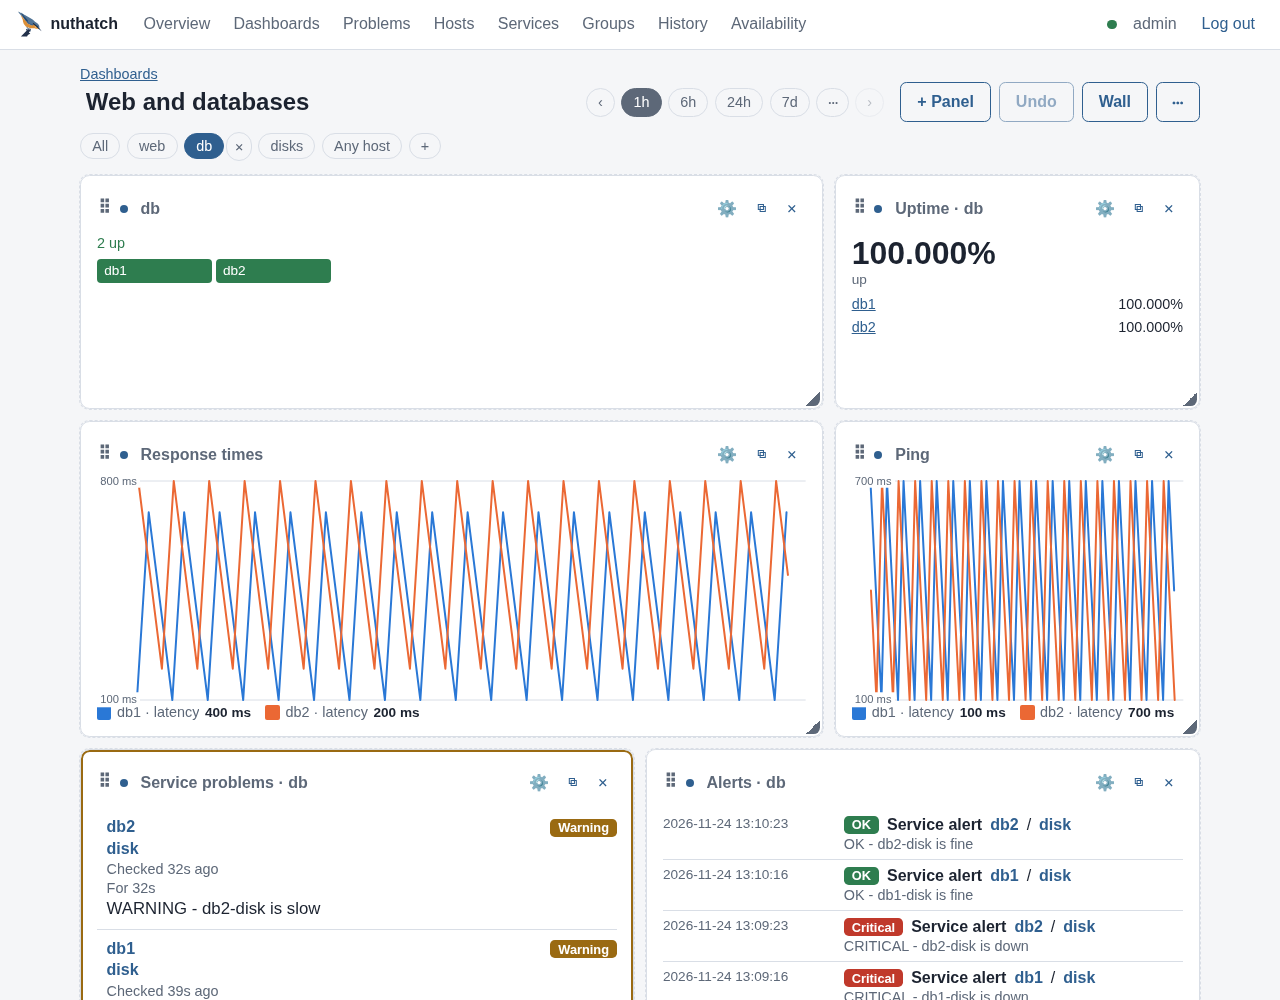 nuthatch Overview Dashboards Problems Hosts Services Groups History Availability admin Log out
Dashboards
Web and databases ‹ 1h 6h 24h 7d ··· › + Panel Undo Wall ···
All web db × disks Any host +
db
2 up
db1 db2
Uptime · db
100.000%
up
db1 100.000%
db2 100.000%
Response times
800 ms
100 ms
db1 · latency 400 ms db2 · latency 200 ms
Ping
700 ms
100 ms
db1 · latency 100 ms db2 · latency 700 ms
Service problems · db
db2 Warning
disk
Checked 32s ago
For 32s
WARNING - db2-disk is slow
db1 Warning
disk
Checked 39s ago
Alerts · db
2026-11-24 13:10:23 OK Service alert db2 / disk
OK - db2-disk is fine
2026-11-24 13:10:16 OK Service alert db1 / disk
OK - db1-disk is fine
2026-11-24 13:09:23 Critical Service alert db2 / disk
CRITICAL - db2-disk is down
2026-11-24 13:09:16 Critical Service alert db1 / disk
CRITICAL - db1-disk is down